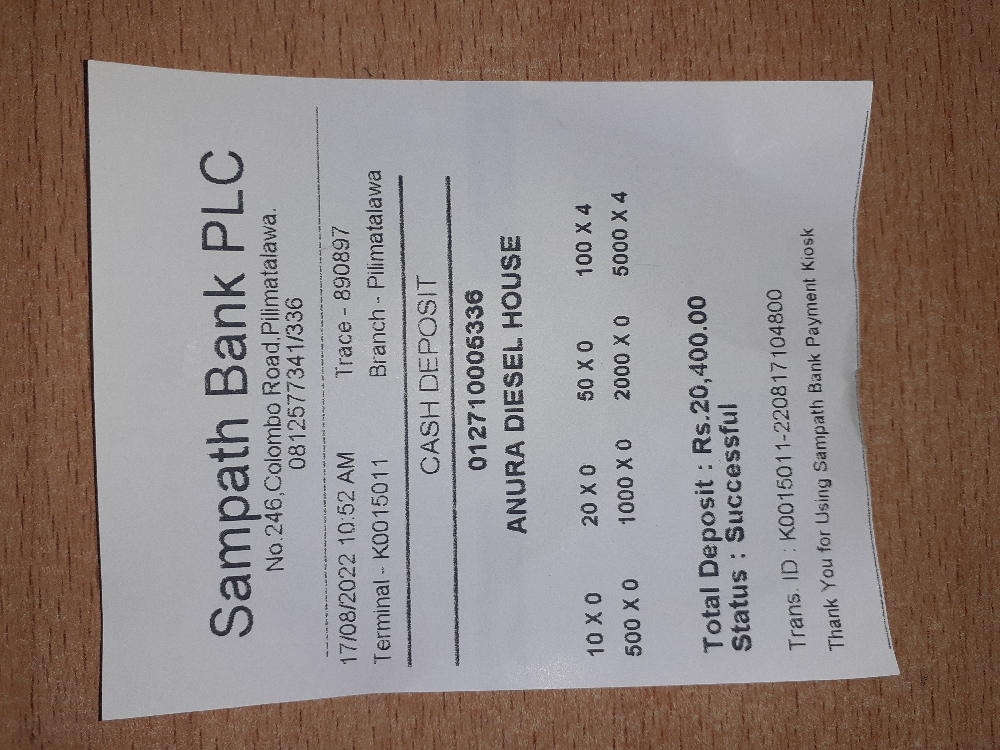 Sampath Bank PLC
No.246,Colombo Road,Pilimatalawa.
0812577341/336
17/08/2022 10:52 AM Trace - 890897
Terminal - K0015011 Branch - Pilimatalawa
CASH DEPOSIT
012710005336
ANURA DIESEL HOUSE
10 X 0 20 X 0 50 X 0 100 X 4
500 X 0 1000 X 0 2000 X 0 5000 X 4
Total Deposit : Rs.20,400.00
Status : Successful
Trans. ID : K0015011-220817104800
Thank You for Using Sampath Bank Payment Kiosk